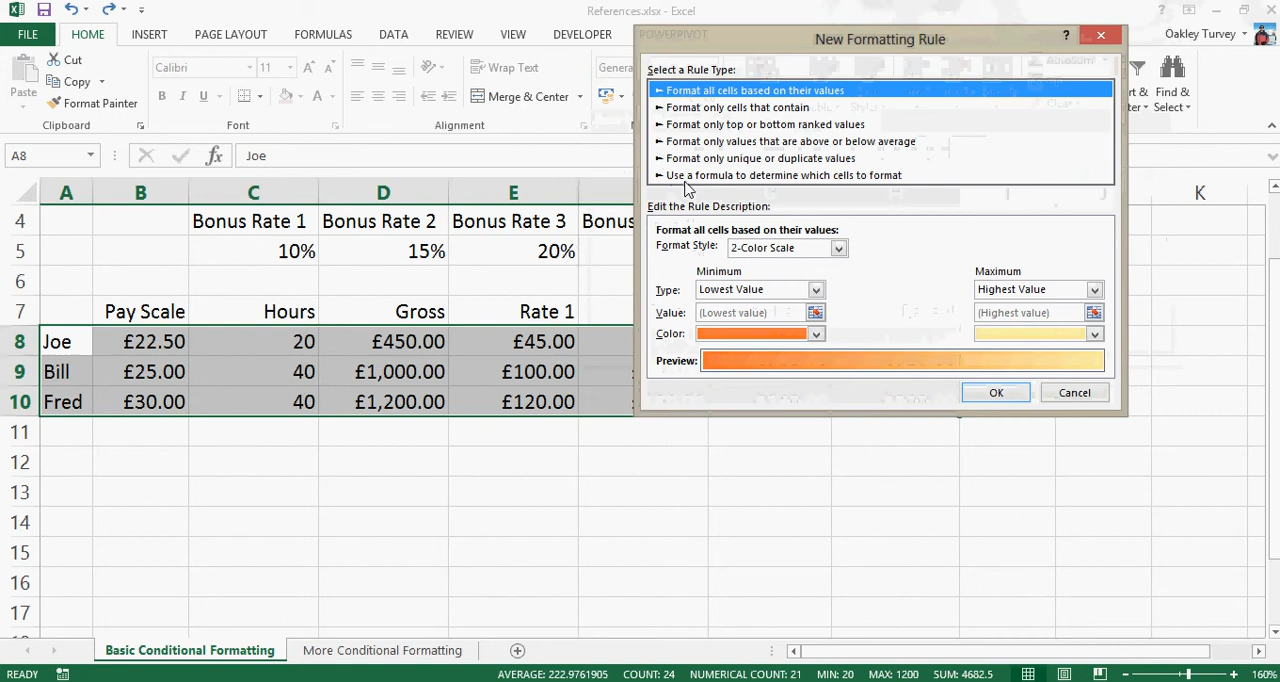 References.xlsx - Excel
FILE HOME INSERT PAGE LAYOUT FORMULAS DATA REVIEW VIEW DEVELOPER POWERPIVOT Oakley Turvey
Cut
Copy
Format Painter
Paste
Clipboard
Calibri 11
B I U
Font
Wrap Text
Merge & Center
Alignment
General
AutoSum
Find &
Select
A8 Joe
A B C D E K
4 Bonus Rate 1 Bonus Rate 2 Bonus Rate 3
5 10% 15% 20%
6
7 Pay Scale Hours Gross Rate 1
8 Joe £22.50 20 £450.00 £45.00
9 Bill £25.00 40 £1,000.00 £100.00
10 Fred £30.00 40 £1,200.00 £120.00
11
12
13
14
15
16
17
New Formatting Rule
Select a Rule Type:
► Format all cells based on their values
► Format only cells that contain
► Format only top or bottom ranked values
► Format only values that are above or below average
► Format only unique or duplicate values
► Use a formula to determine which cells to format
Edit the Rule Description:
Format all cells based on their values:
Format Style: 2-Color Scale
Minimum Maximum
Type: Lowest Value Highest Value
Value: (Lowest value) (Highest value)
Color:
Preview:
OK Cancel
Basic Conditional Formatting More Conditional Formatting
READY AVERAGE: 222.9761905 COUNT: 24 NUMERICAL COUNT: 21 MIN: 20 MAX: 1200 SUM: 4682.5 160%